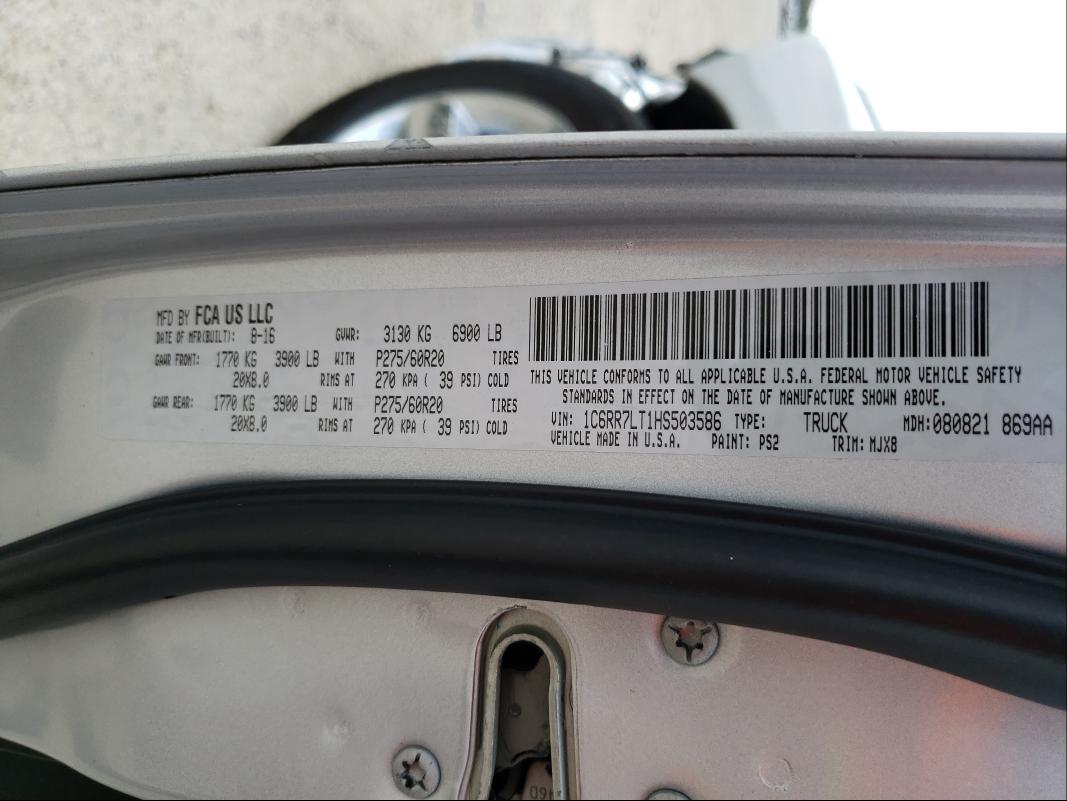 MFD BY FCA US LLC
DATE OF MFR(BUILT): 8-16 GVWR: 3130 KG 6900 LB
GAWR FRONT: 1770 KG 3900 LB WITH P275/60R20 TIRES
20X8.0 RIMS AT 270 KPA ( 39 PSI) COLD
GAWR REAR: 1770 KG 3900 LB WITH P275/60R20 TIRES
20X8.0 RIMS AT 270 KPA ( 39 PSI) COLD
THIS VEHICLE CONFORMS TO ALL APPLICABLE U.S.A. FEDERAL MOTOR VEHICLE SAFETY
STANDARDS IN EFFECT ON THE DATE OF MANUFACTURE SHOWN ABOVE.
VIN: 1C6RR7LT1HS503586 TYPE: TRUCK MDH:080821 869AA
VEHICLE MADE IN U.S.A. PAINT: PS2 TRIM: MJX8